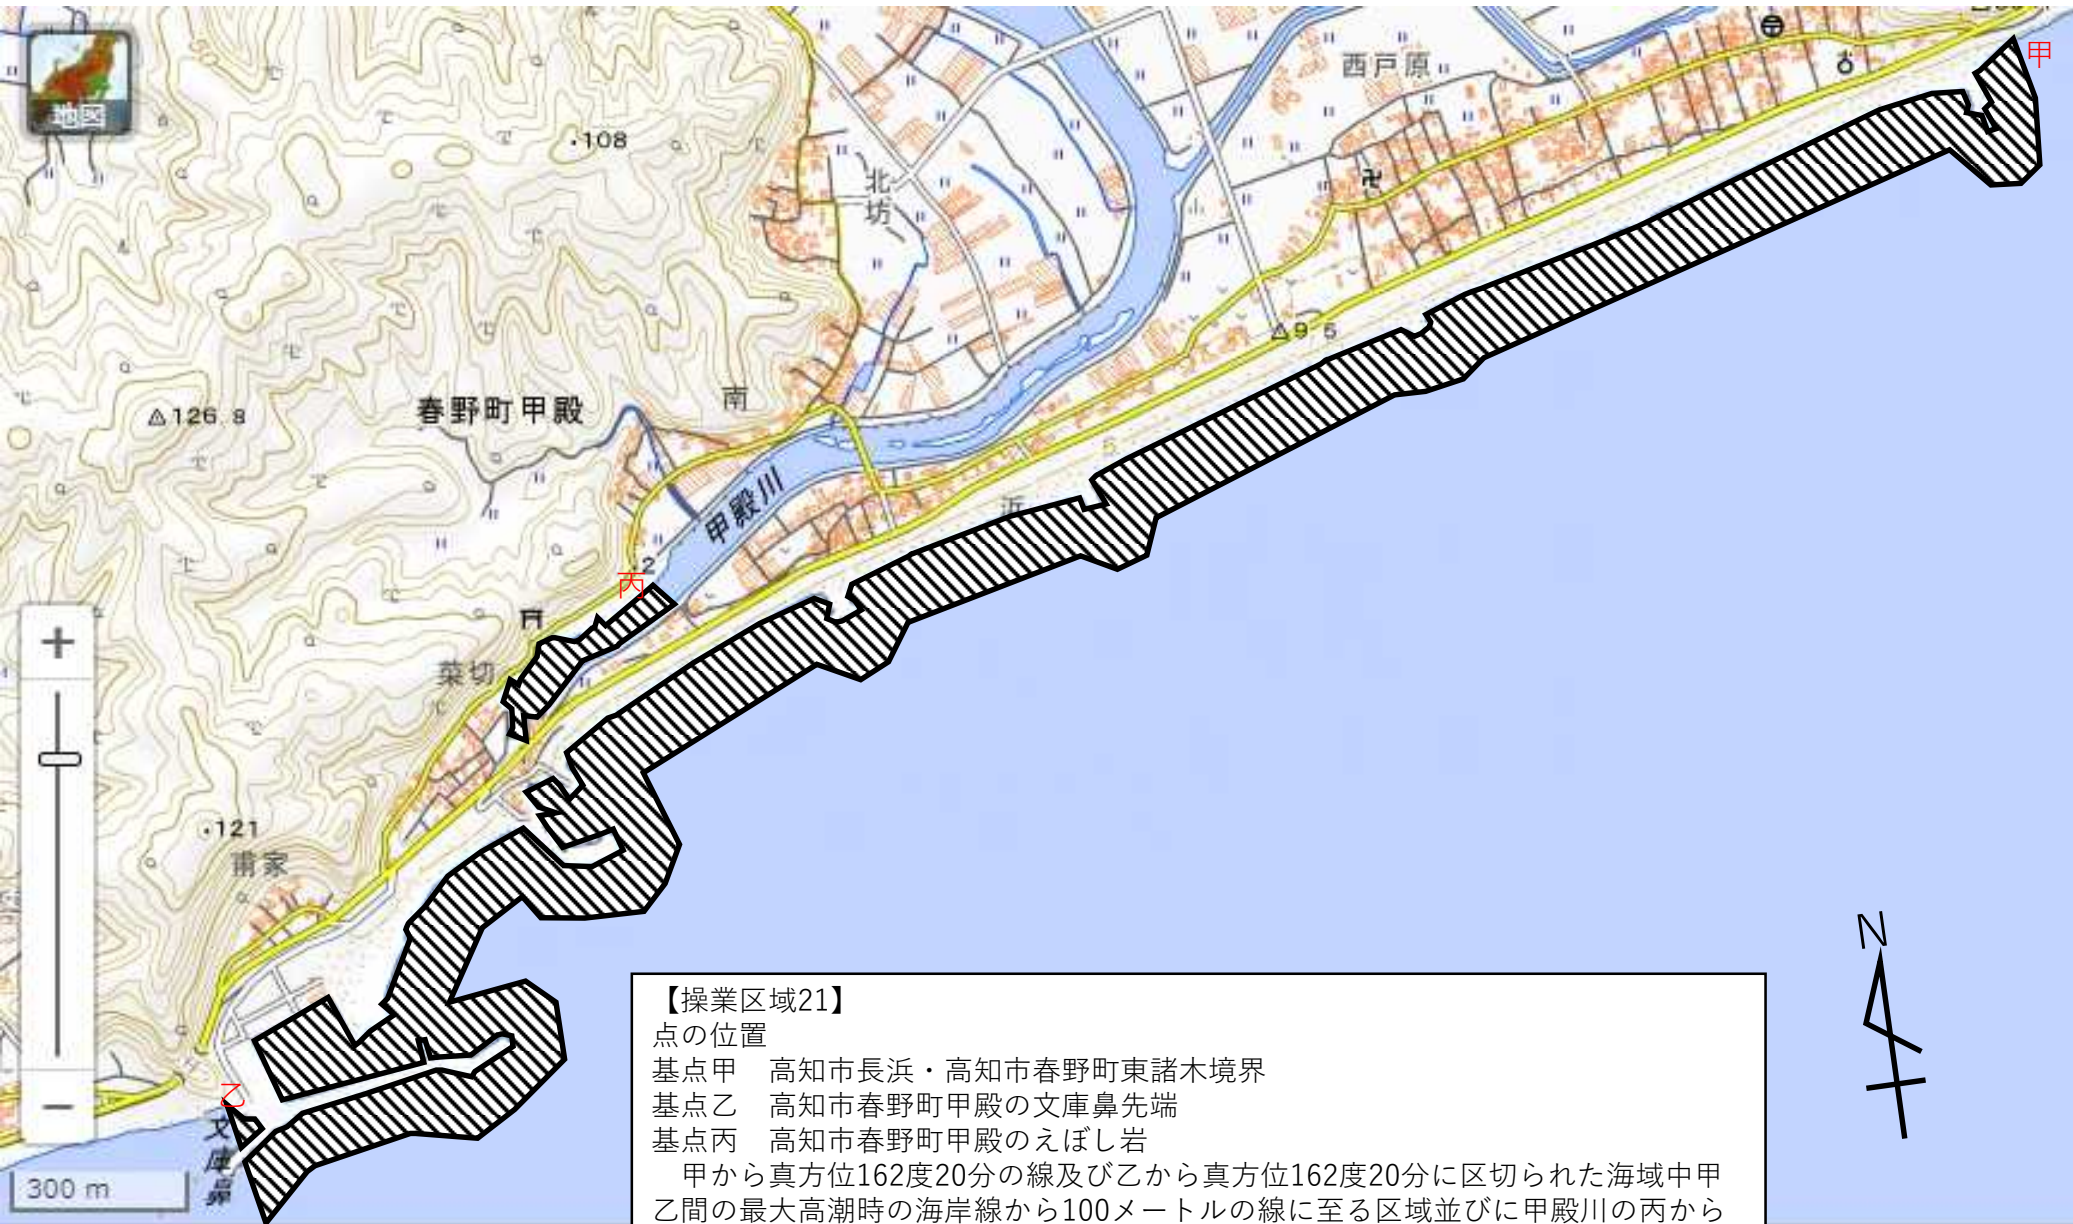 地図
西戸原
甲
・108
北坊
△9 5
△126 8
春野町甲殿
南
浜
甲殿川
・2
丙
菜切
・121
甫家
N
乙
文庫鼻
300 m
【操業区域21】
点の位置
基点甲　高知市長浜・高知市春野町東諸木境界
基点乙　高知市春野町甲殿の文庫鼻先端
基点丙　高知市春野町甲殿のえぼし岩
　甲から真方位162度20分の線及び乙から真方位162度20分に区切られた海域中甲
乙間の最大高潮時の海岸線から100メートルの線に至る区域並びに甲殿川の丙から